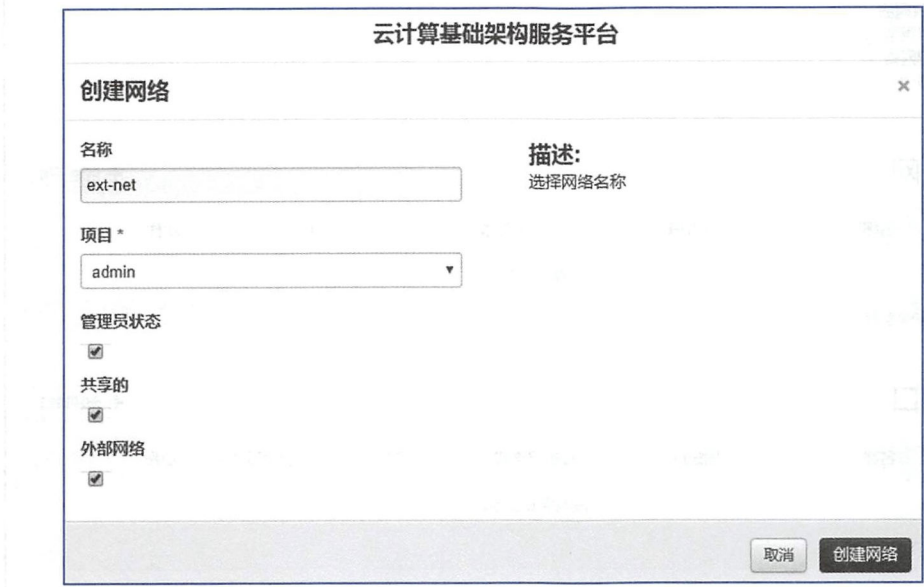 云计算基础架构服务平台
创建网络
×
名称
ext-net
描述:
选择网络名称
项目 *
admin
管理员状态
共享的
外部网络
取消
创建网络